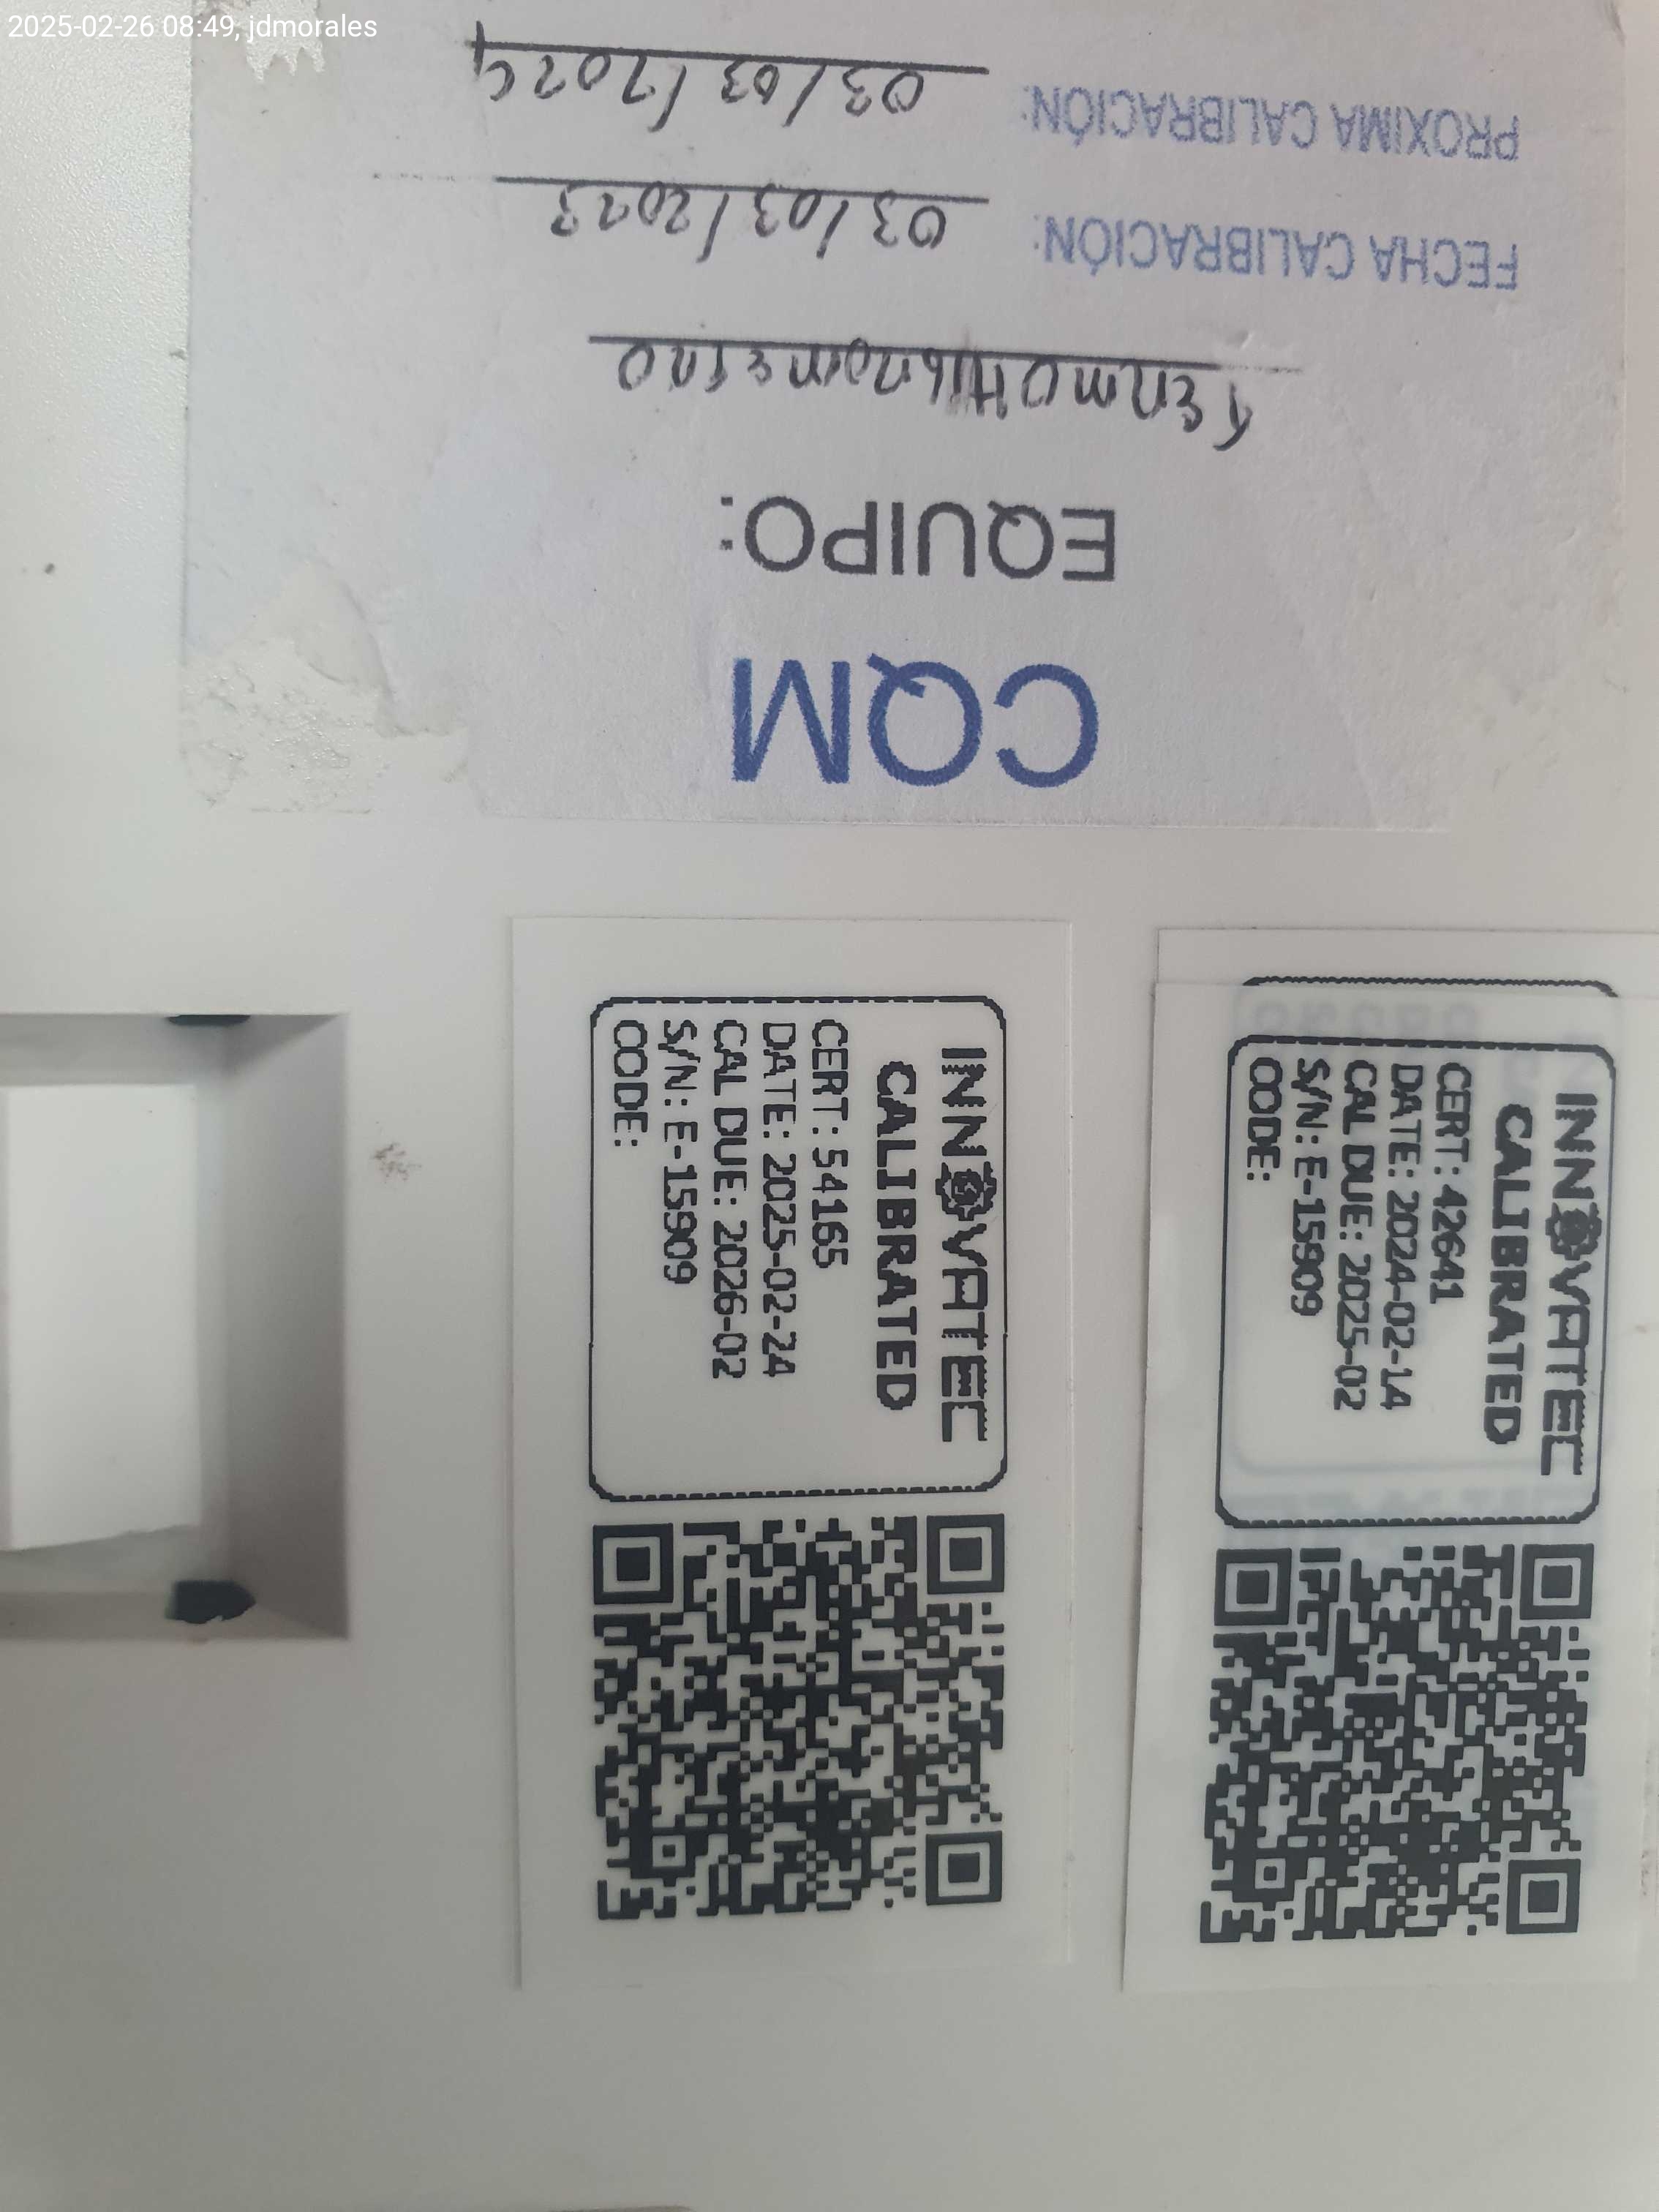 2025-02-26 08:49, jdmorales
CQM
EQUIPO:
TERMOHIGROMETRO
FECHA CALIBRACIÓN: 03/03/2023
PROXIMA CALIBRACIÓN: 03/03/2024
INNOVATEC
CALIBRATED
CERT: 54165
DATE: 2025-02-24
CAL DUE: 2026-02
S/N: E-15909
CODE:
INNOVATEC
CALIBRATED
CERT: 42641
DATE: 2024-02-14
CAL DUE: 2025-02
S/N: E-15909
CODE: